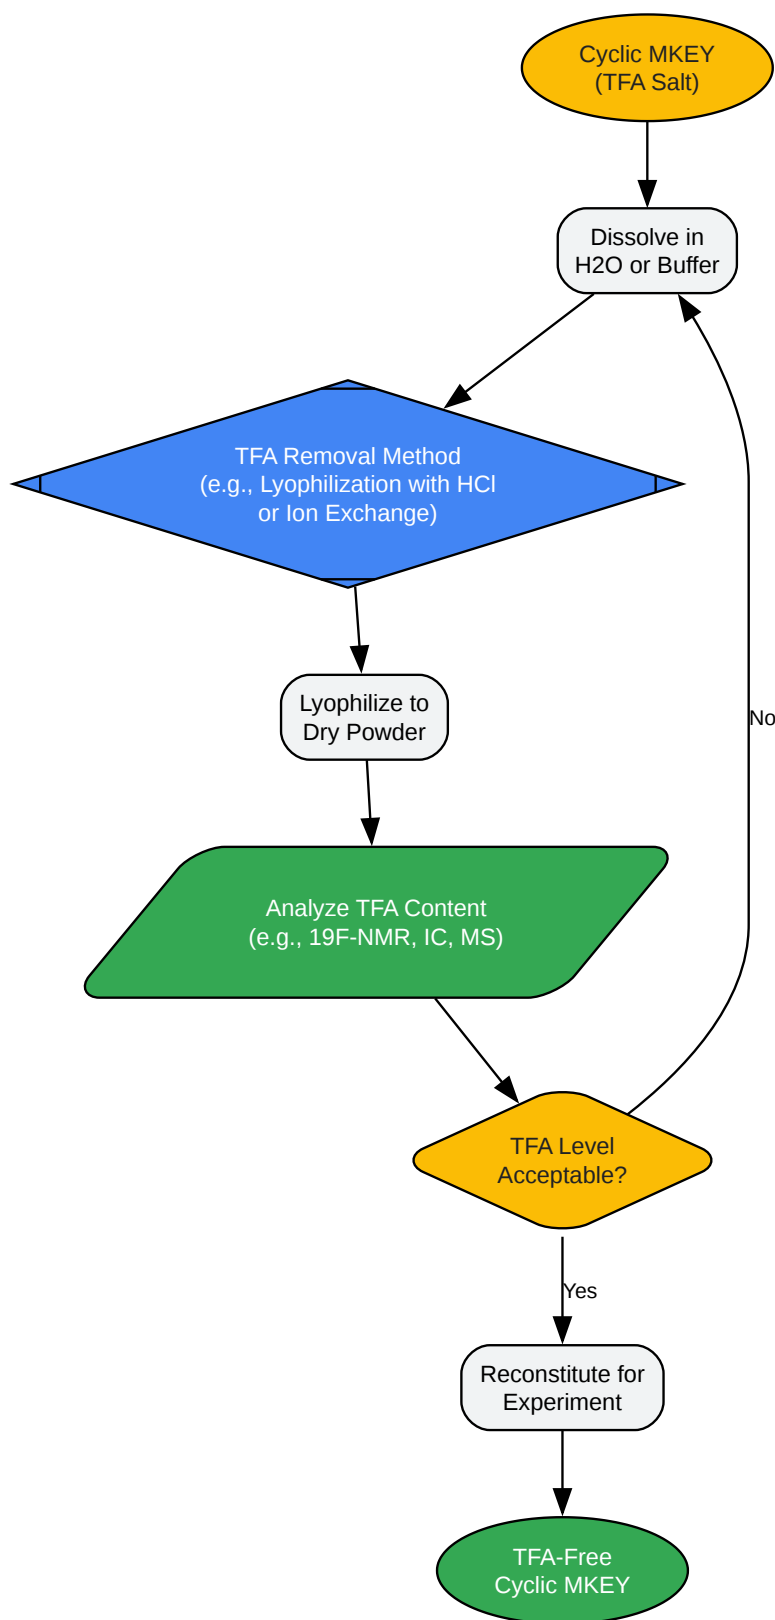 Cyclic MKEY
(TFA Salt)
Dissolve in
H2O or Buffer
TFA Removal Method
(e.g., Lyophilization with HCl
or Ion Exchange)
Lyophilize to
Dry Powder
No
Analyze TFA Content
(e.g., 19F-NMR, IC, MS)
TFA Level
Acceptable?
Yes
Reconstitute for
Experiment
TFA-Free
Cyclic MKEY